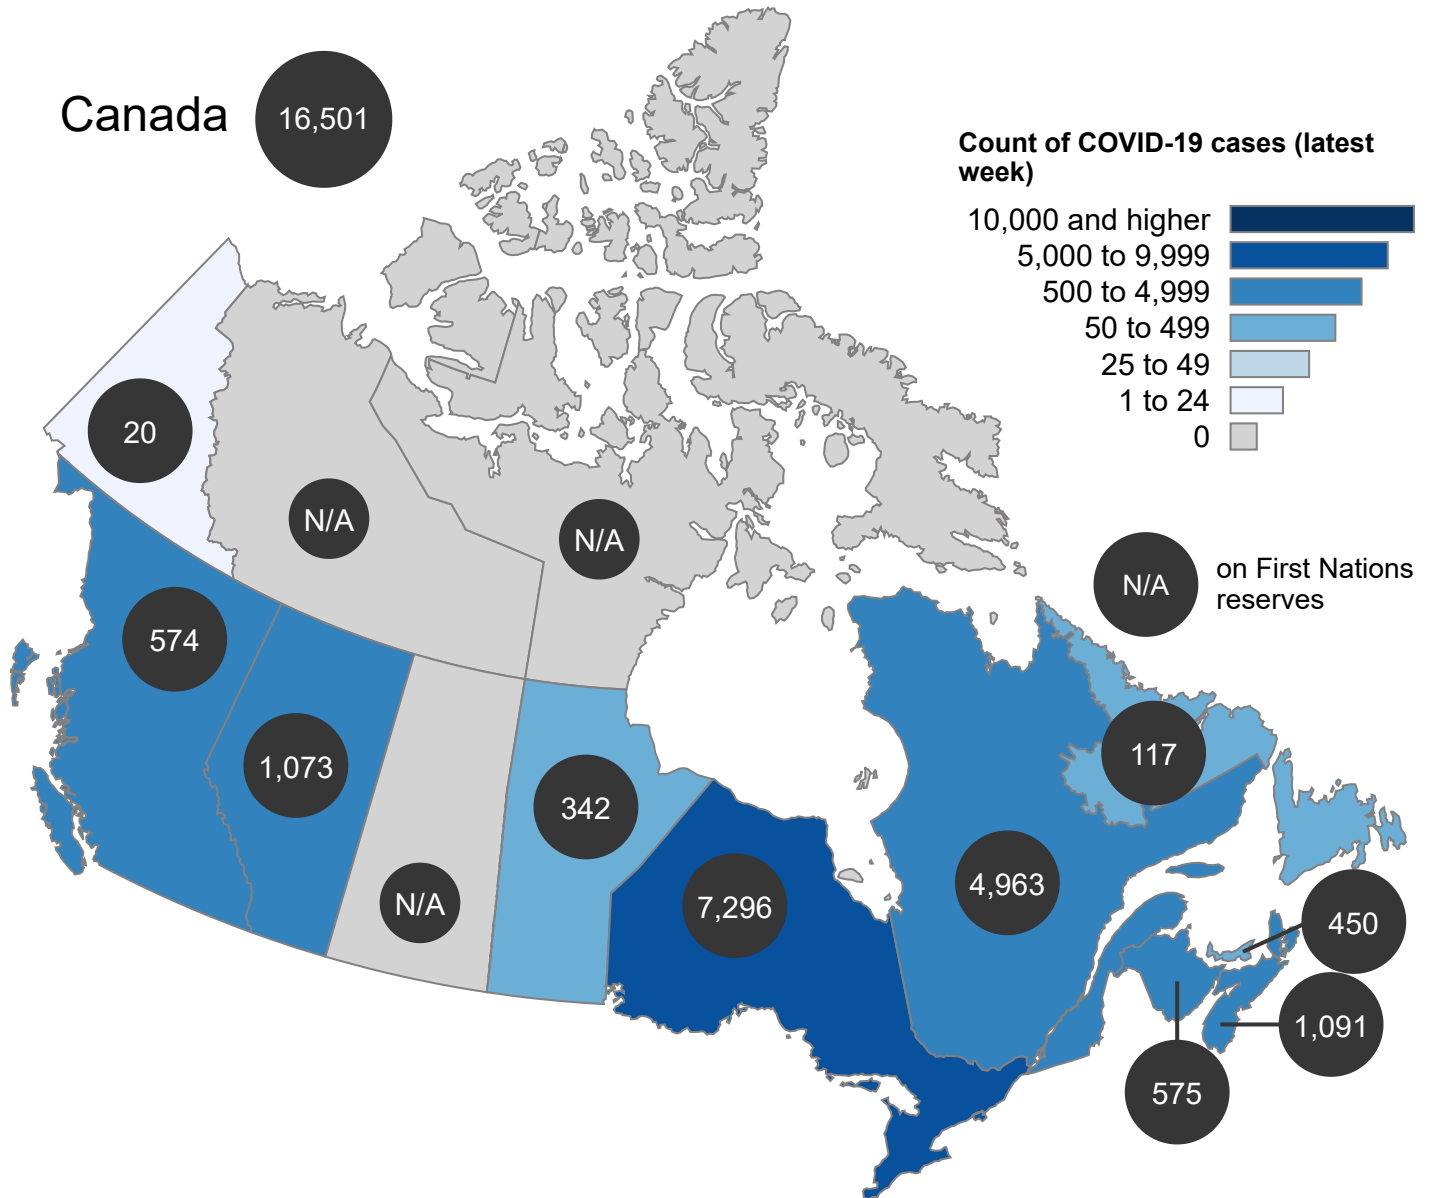 Canada
16,501
Count of COVID-19 cases (latest
week)
10,000 and higher
5,000 to 9,999
500 to 4,999
50 to 499
25 to 49
1 to 24
0
20
N/A
N/A
N/A
on First Nations
reserves
574
1,073
N/A
342
7,296
4,963
117
450
1,091
575